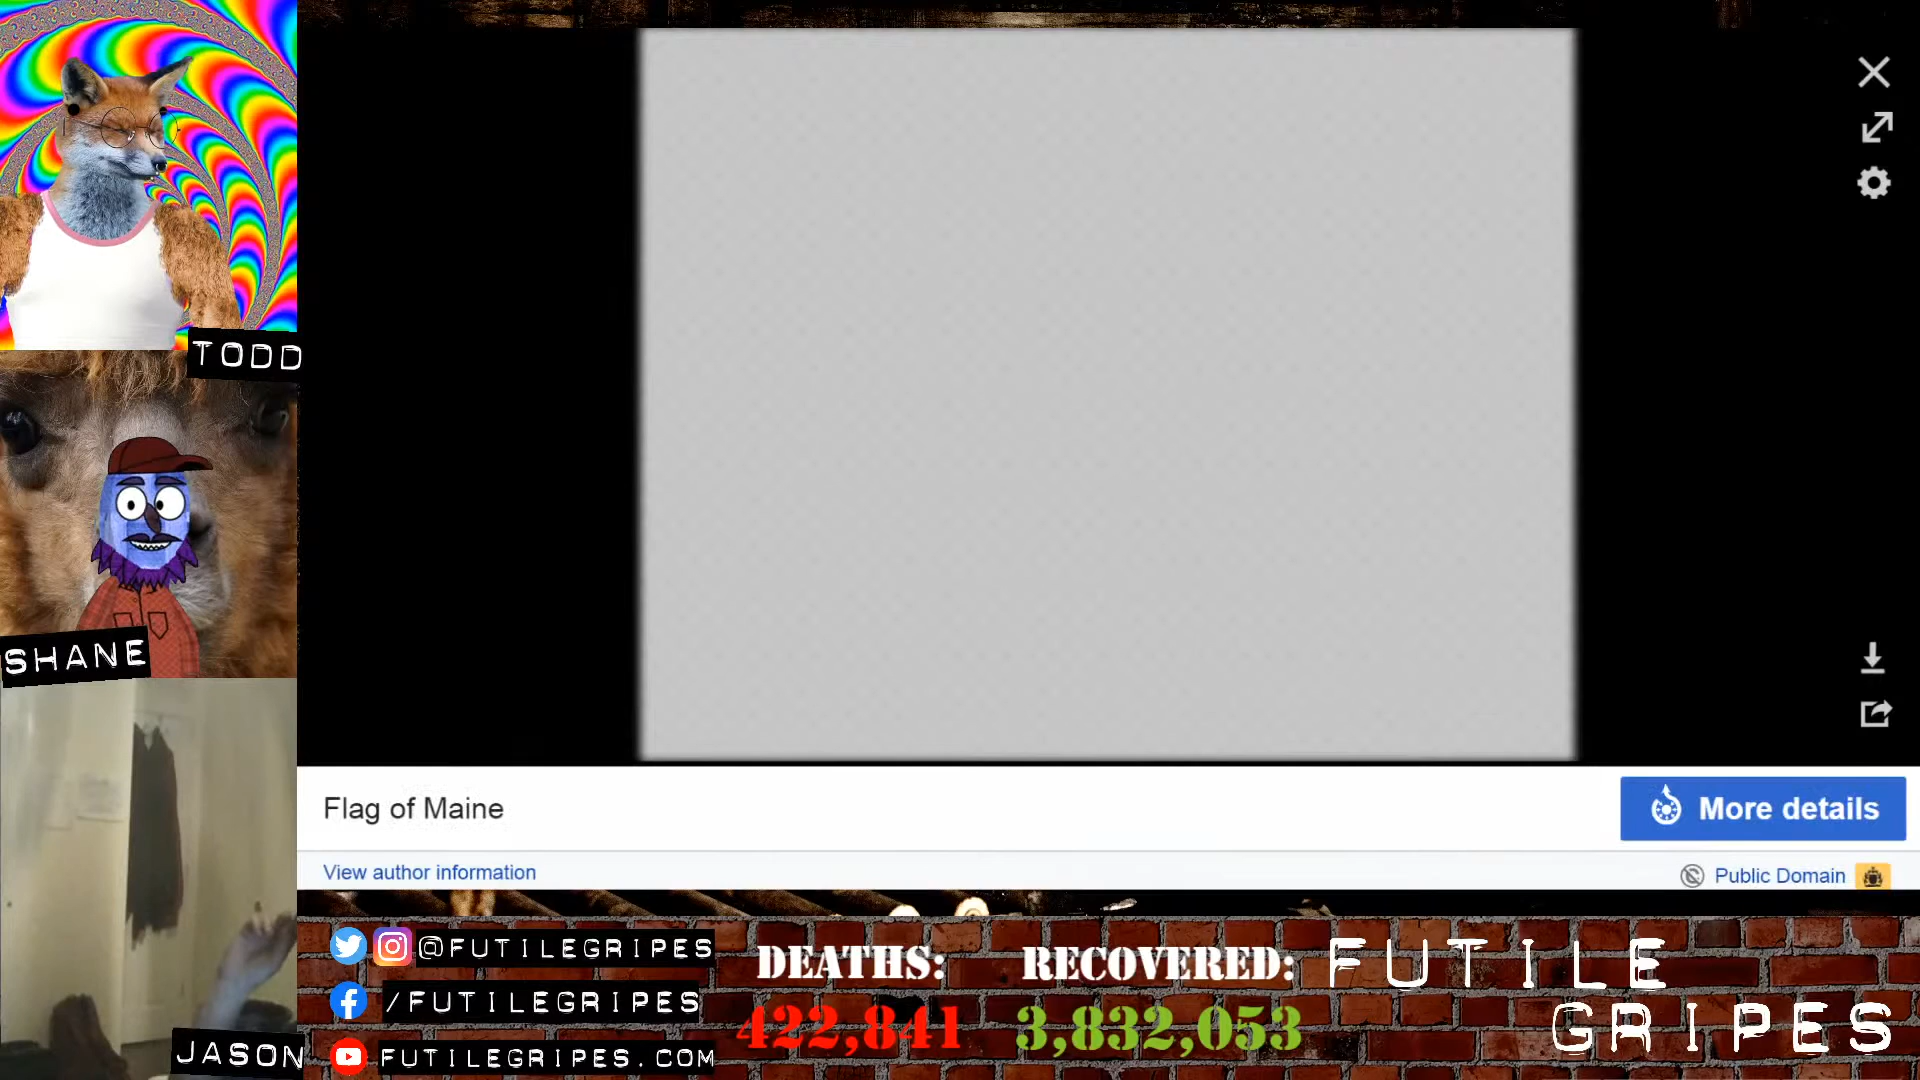 TODD
SHANE
JASON
Flag of Maine
More details
View author information
Public Domain
@FUTILEGRIPES
/FUTILEGRIPES
FUTILEGRIPES.COM
DEATHS:
422,841
RECOVERED:
3,832,053
FUTILE
GRIPES